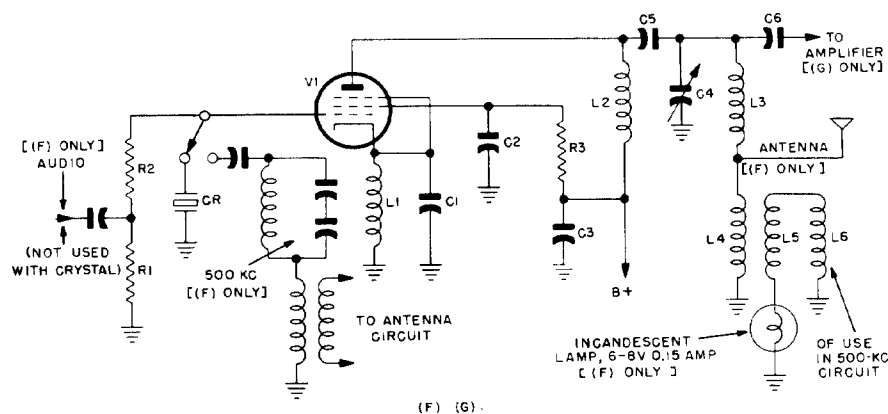 C5
C6
TO
AMPLIFIER
[(G) ONLY]
V1
L2
C4
L3
[(F) ONLY]
AUDIO
R2
C2
R3
ANTENNA
[(F) ONLY]
CR
L1
C1
(NOT USED
WITH CRYSTAL)
R1
500 KC
[(F) ONLY]
C3
L4
L5
L6
B+
TO ANTENNA
CIRCUIT
INCANDESCENT
LAMP, 6-8V 0.15 AMP
[(F) ONLY]
OF USE
IN 500-KC
CIRCUIT
(F) (G).